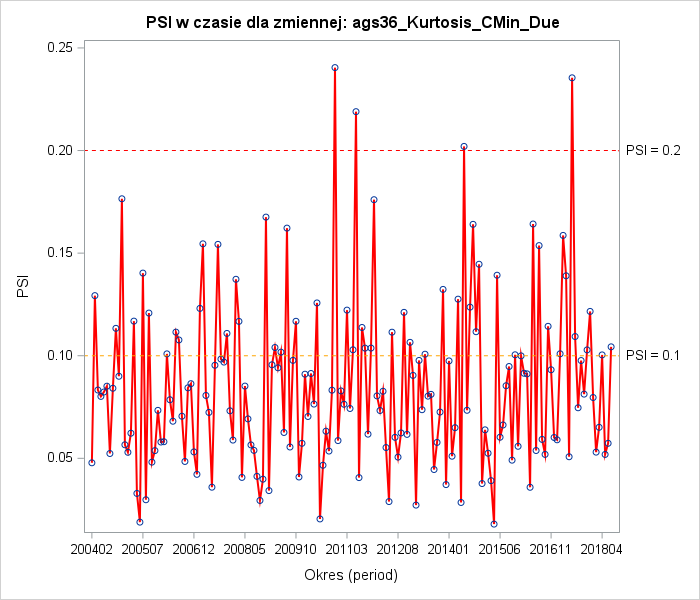 PSI w czasie dla zmiennej: ags36_Kurtosis_CMin_Due
0.25
0.20
0.15
0.10
0.05
PSI
PSI = 0.2
PSI = 0.1
200402 200507 200612 200805 200910 201103 201208 201401 201506 201611 201804
Okres (period)